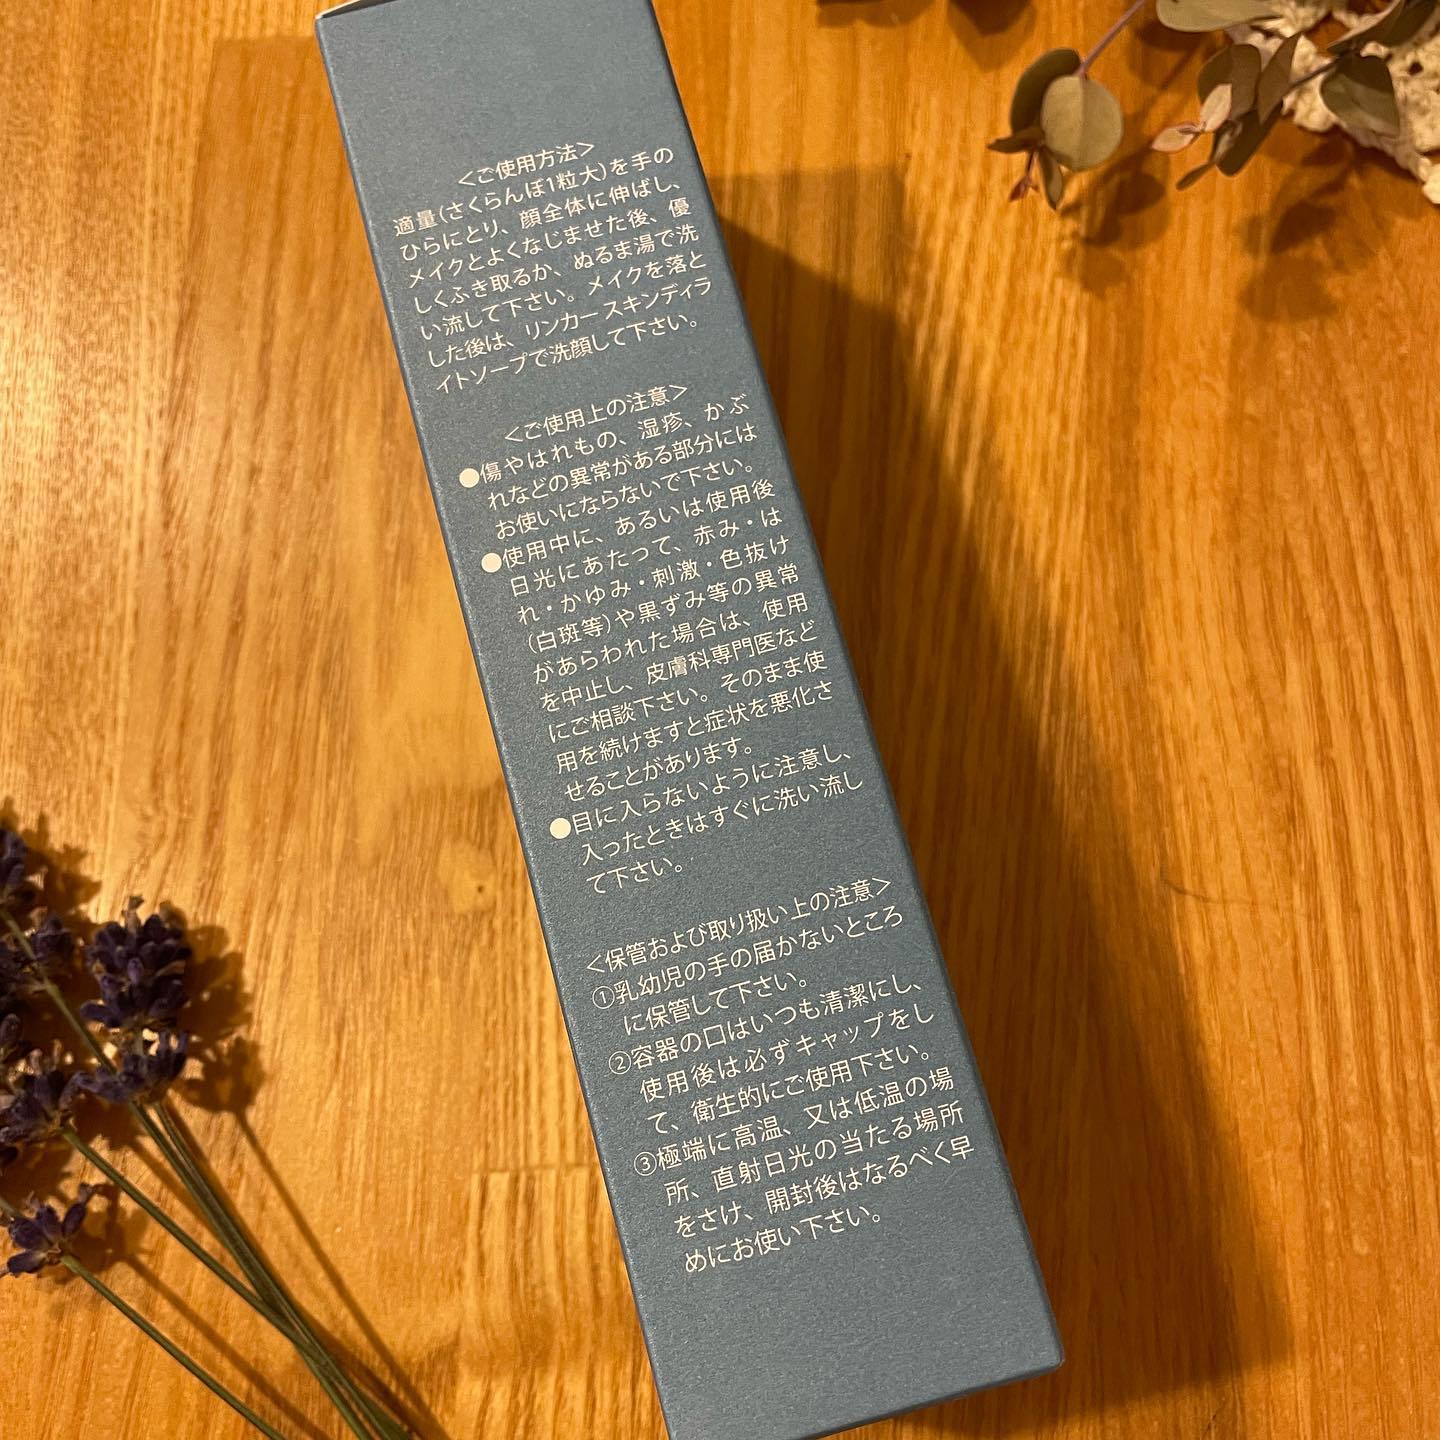 ＜ご使用方法＞
適量(さくらんぼ1粒大)を手の
ひらにとり、顔全体に伸ばし、
メイクとよくなじませた後、優
しくふき取るか、ぬるま湯で洗
い流して下さい。メイクを落と
した後は、リンカー スキンディラ
イトソープで洗顔して下さい。
＜ご使用上の注意＞
●傷やはれもの、湿疹、かぶ
れなどの異常がある部分には
お使いにならないで下さい。
●使用中に、あるいは使用後
日光にあたって、赤み・は
れ・かゆみ・刺激・色抜け
(白斑等)や黒ずみ等の異常
があらわれた場合は、使用
を中止し、皮膚科専門医など
にご相談下さい。そのまま使
用を続けますと症状を悪化さ
せることがあります。
●目に入らないように注意し、
入ったときはすぐに洗い流し
て下さい。
＜保管および取り扱い上の注意＞
①乳幼児の手の届かないところ
に保管して下さい。
②容器の口はいつも清潔にし、
使用後は必ずキャップをし
て、衛生的にご使用下さい。
③極端に高温、又は低温の場
所、直射日光の当たる場所
をさけ、開封後はなるべく早
めにお使い下さい。